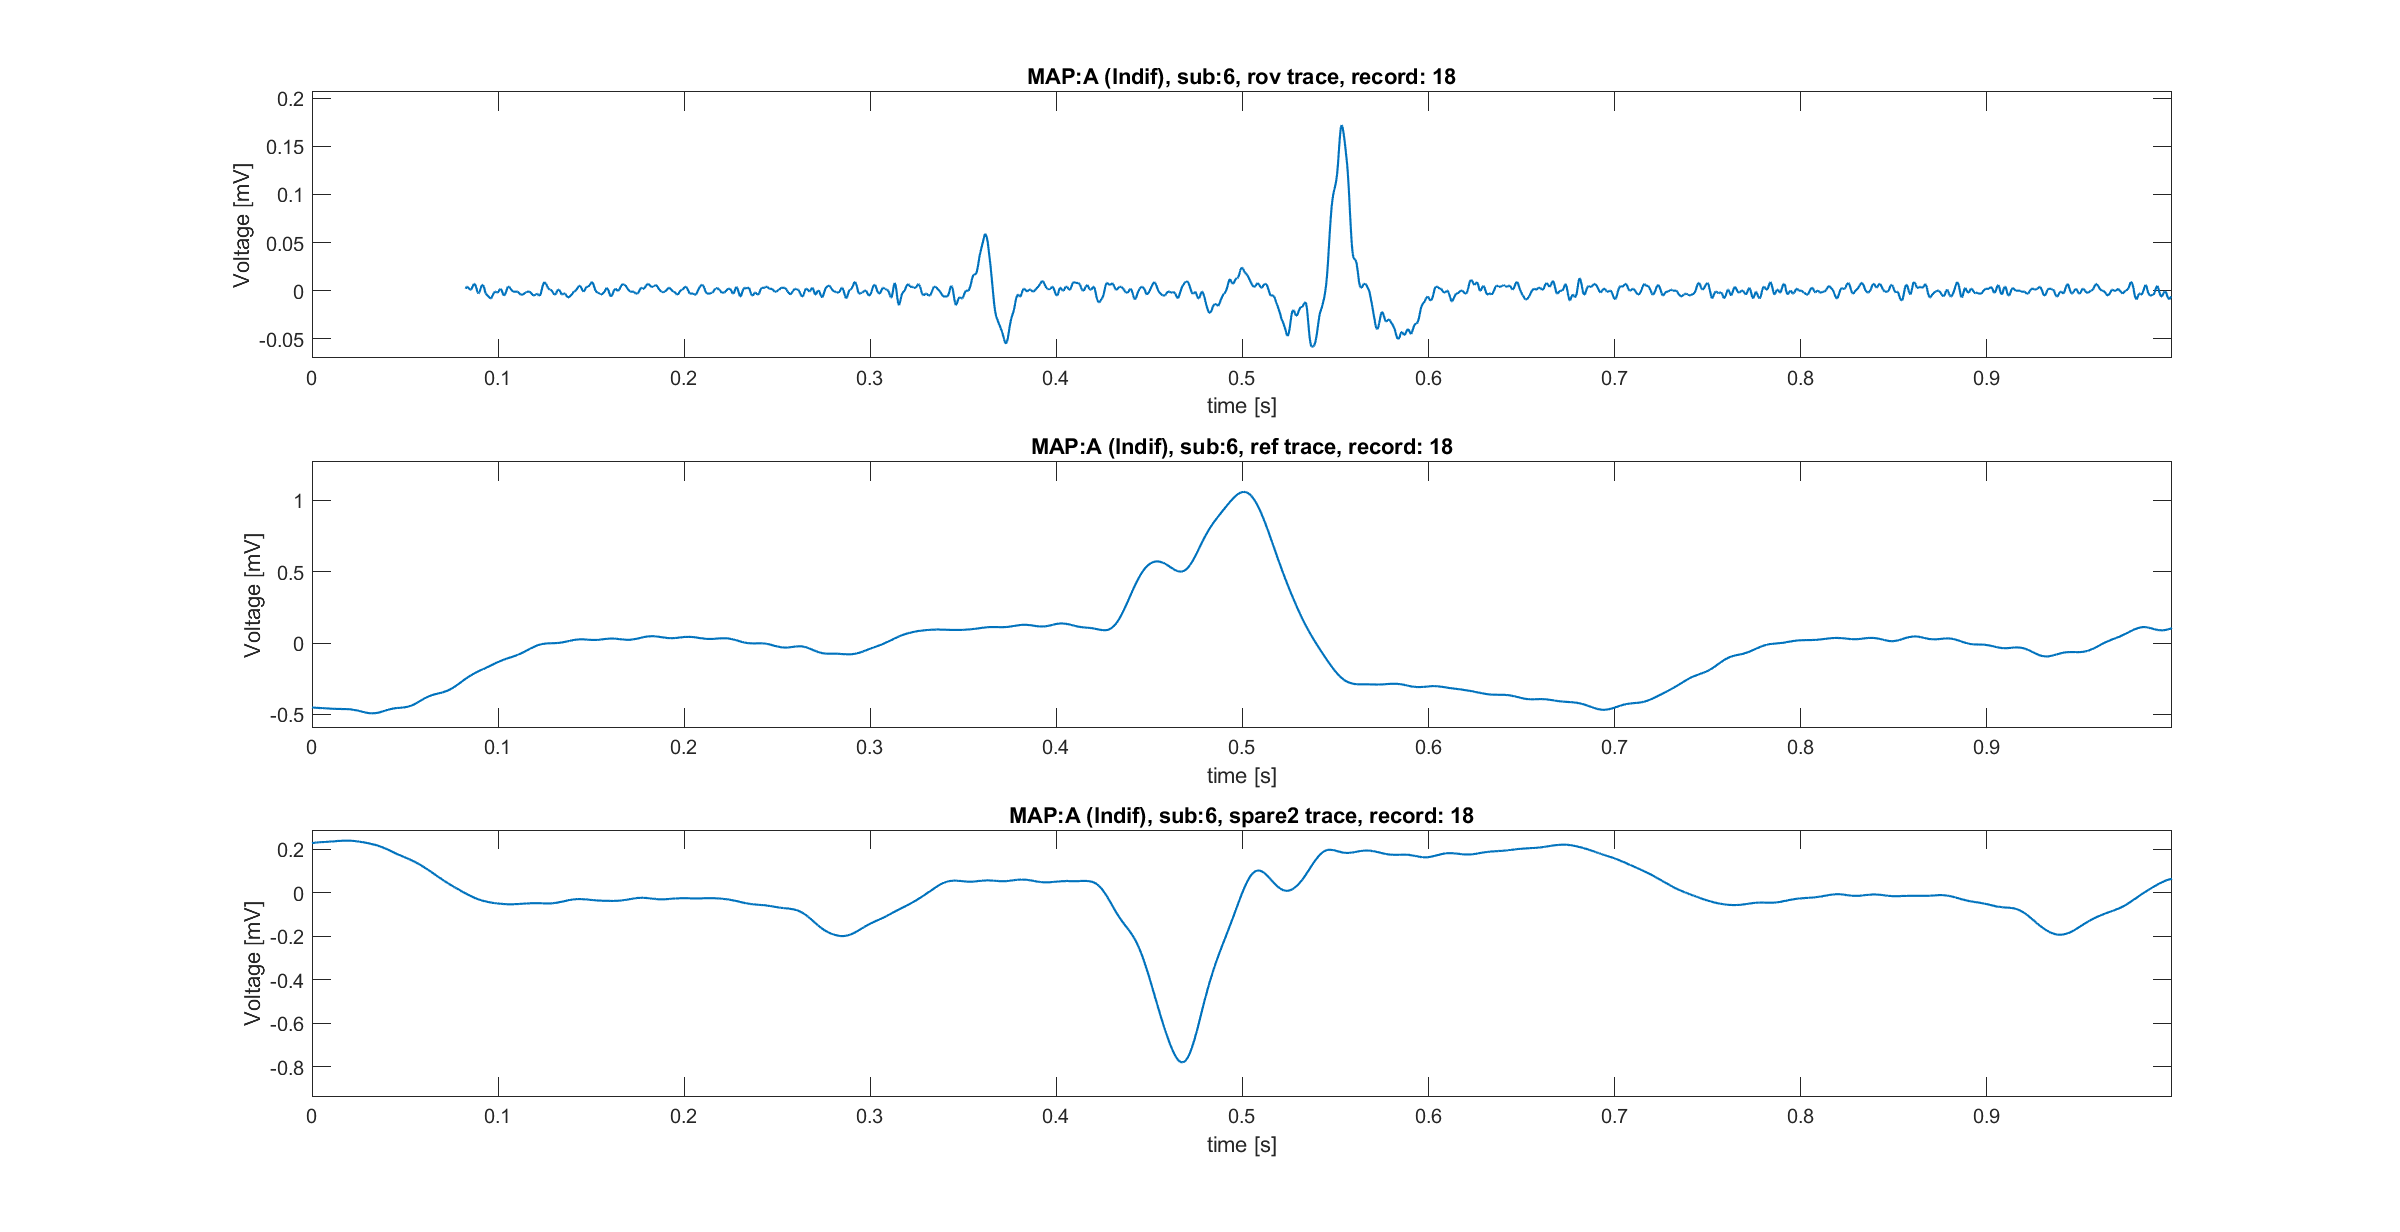 MAP:A (Indif), sub:6, rov trace, record: 18
Voltage [mV]
0.2
0.15
0.1
0.05
0
-0.05
0 0.1 0.2 0.3 0.4 0.5 0.6 0.7 0.8 0.9
time [s]
MAP:A (Indif), sub:6, ref trace, record: 18
Voltage [mV]
1
0.5
0
-0.5
0 0.1 0.2 0.3 0.4 0.5 0.6 0.7 0.8 0.9
time [s]
MAP:A (Indif), sub:6, spare2 trace, record: 18
Voltage [mV]
0.2
0
-0.2
-0.4
-0.6
-0.8
0 0.1 0.2 0.3 0.4 0.5 0.6 0.7 0.8 0.9
time [s]